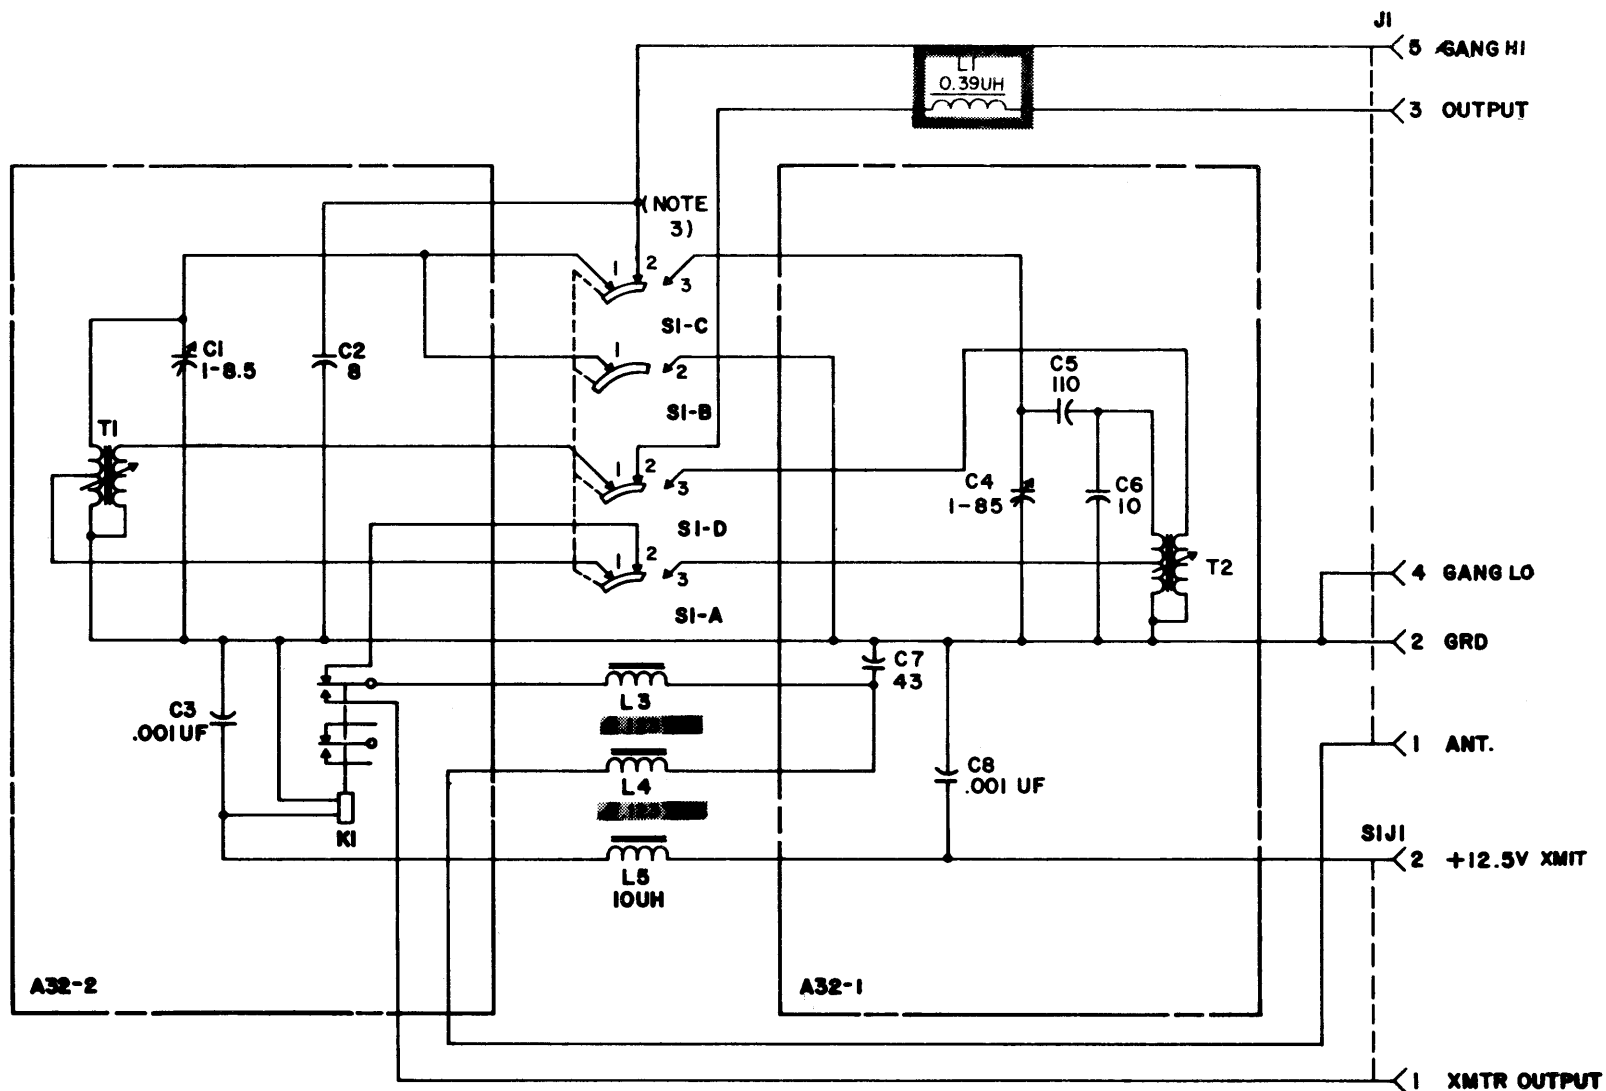 J1
5 GANG HI
L1
0.39UH
3 OUTPUT
(NOTE
3)
1
2
3
S1-C
C1
1-8.5
C2
8
1
2
S1-B
C5
110
T1
1
2
3
S1-D
C4
1-85
C6
10
1
2
3
S1-A
T2
4 GANG LO
2 GRD
C7
43
L3
C3
.001UF
1 ANT.
L4
C8
.001 UF
K1
S1J1
2 +12.5V XMIT
L5
10UH
A32-2
A32-1
1 XMTR OUTPUT